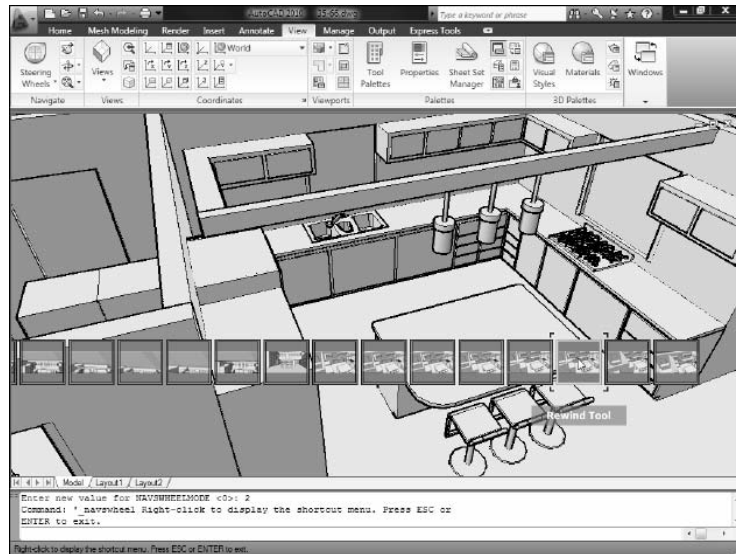 AutoCAD 2010 15-66.dwg
Type a keyword or phrase
Home Mesh Modeling Render Insert Annotate View Manage Output Express Tools
World
Steering Wheels
Views
Tool Palettes
Properties
Sheet Set Manager
Visual Styles
Materials
Windows
Navigate Views Coordinates Viewports Palettes 3D Palettes
Rewind Tool
Model Layout1 Layout2
Enter new value for NAVSWHEELMODE <0>: 2
Command: '_navswheel Right-click to display the shortcut menu. Press ESC or
ENTER to exit.
Right-click to display the shortcut menu. Press ESC or ENTER to exit.